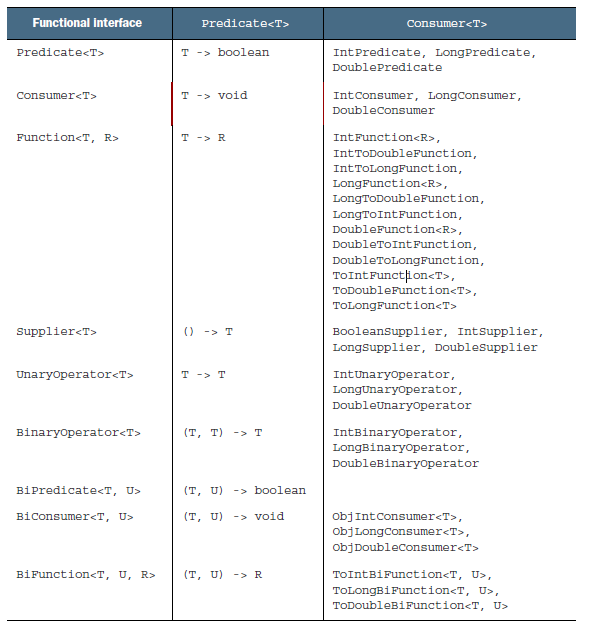 Functional interface Predicate<T> Consumer<T>
Predicate<T> T -> boolean IntPredicate, LongPredicate,
DoublePredicate
Consumer<T> T -> void IntConsumer, LongConsumer,
DoubleConsumer
Function<T, R> T -> R IntFunction<R>,
IntToDoubleFunction,
IntToLongFunction,
LongFunction<R>,
LongToDoubleFunction,
LongToIntFunction,
DoubleFunction<R>,
DoubleToIntFunction,
DoubleToLongFunction,
ToIntFunction<T>,
ToDoubleFunction<T>,
ToLongFunction<T>
Supplier<T> () -> T BooleanSupplier, IntSupplier,
LongSupplier, DoubleSupplier
UnaryOperator<T> T -> T IntUnaryOperator,
LongUnaryOperator,
DoubleUnaryOperator
BinaryOperator<T> (T, T) -> T IntBinaryOperator,
LongBinaryOperator,
DoubleBinaryOperator
BiPredicate<T, U> (T, U) -> boolean
BiConsumer<T, U> (T, U) -> void ObjIntConsumer<T>,
ObjLongConsumer<T>,
ObjDoubleConsumer<T>
BiFunction<T, U, R> (T, U) -> R ToIntBiFunction<T, U>,
ToLongBiFunction<T, U>,
ToDoubleBiFunction<T, U>